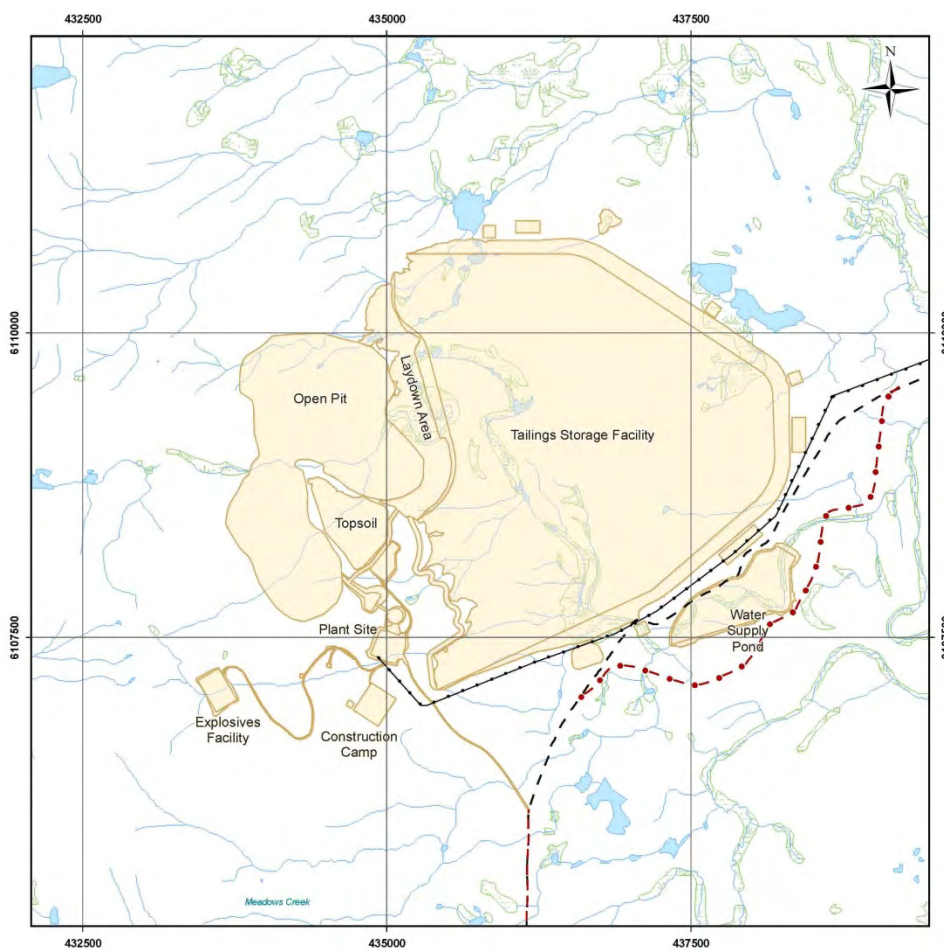 432500
435000
437500
N
6110000
Laydown Area
Open Pit
Tailings Storage Facility
Topsoil
Plant Site
Water
Supply
Pond
6107500
Explosives
Facility
Construction
Camp
Meadows Creek
432500
435000
437500